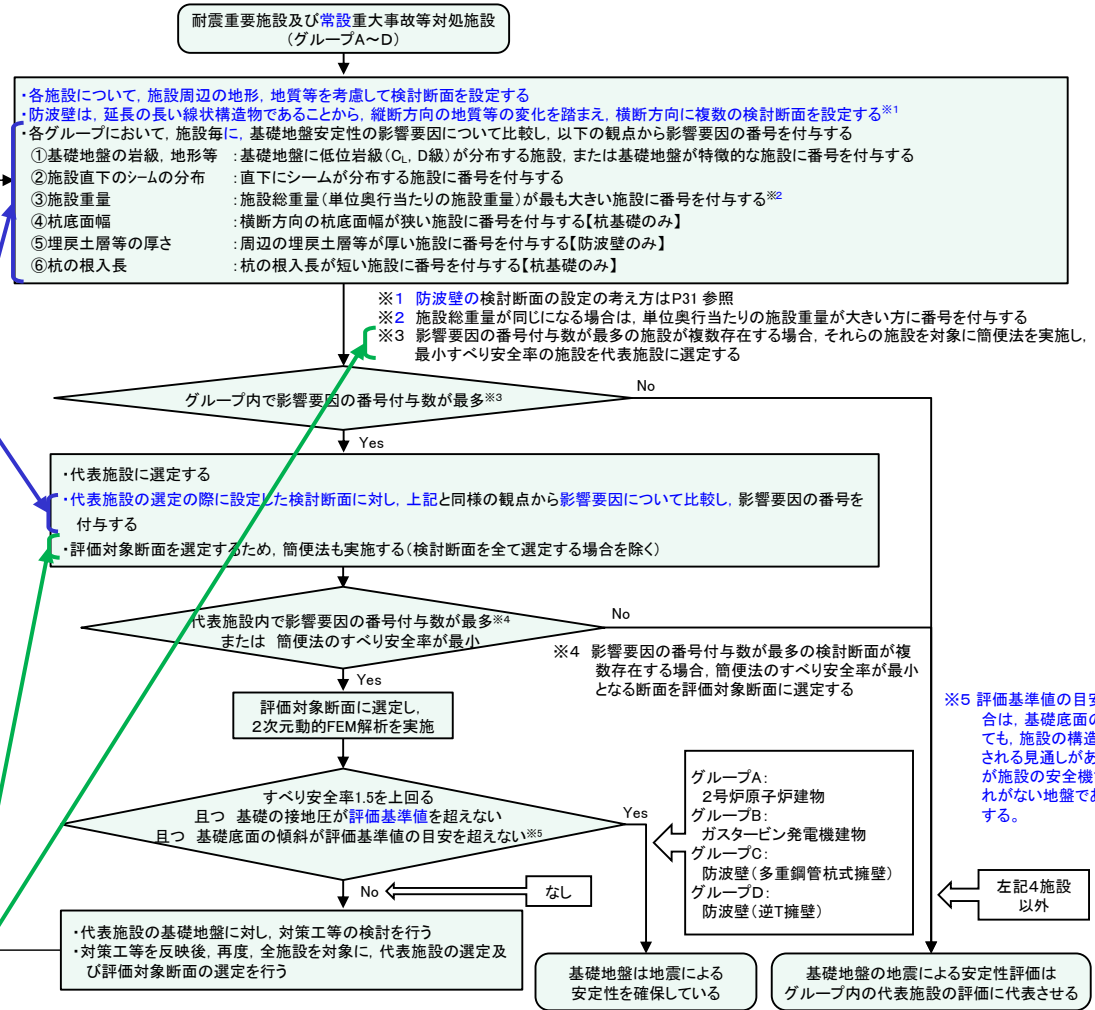 耐震重要施設及び常設重大事故等対処施設
(グループA～D)
・各施設について，施設周辺の地形，地質等を考慮して検討断面を設定する
・防波壁は，延長の長い線状構造物であることから，縦断方向の地質等の変化を踏まえ，横断方向に複数の検討断面を設定する※1
・各グループにおいて，施設毎に，基礎地盤安定性の影響要因について比較し，以下の観点から影響要因の番号を付与する
①基礎地盤の岩級，地形等　：基礎地盤に低位岩級(CL，D級)が分布する施設，または基礎地盤が特徴的な施設に番号を付与する
②施設直下のシームの分布　：直下にシームが分布する施設に番号を付与する
③施設重量　：施設総重量(単位奥行当たりの施設重量)が最も大きい施設に番号を付与する※2
④杭底面幅　：横断方向の杭底面幅が狭い施設に番号を付与する【杭基礎のみ】
⑤埋戻土層等の厚さ　：周辺の埋戻土層等が厚い施設に番号を付与する【防波壁のみ】
⑥杭の根入長　：杭の根入長が短い施設に番号を付与する【杭基礎のみ】
※1　防波壁の検討断面の設定の考え方はP31 参照
※2　施設総重量が同じになる場合は，単位奥行当たりの施設重量が大きい方に番号を付与する
※3　影響要因の番号付与数が最多の施設が複数存在する場合，それらの施設を対象に簡便法を実施し，
最小すべり安全率の施設を代表施設に選定する
グループ内で影響要因の番号付与数が最多※3
No
Yes
・代表施設に選定する
・代表施設の選定の際に設定した検討断面に対し，上記と同様の観点から影響要因について比較し，影響要因の番号を
付与する
・評価対象断面を選定するため，簡便法も実施する(検討断面を全て選定する場合を除く)
代表施設内で影響要因の番号付与数が最多※4
または　簡便法のすべり安全率が最小
No
Yes
※4　影響要因の番号付与数が最多の検討断面が複
数存在する場合，簡便法のすべり安全率が最小
となる断面を評価対象断面に選定する
評価対象断面に選定し，
2次元動的FEM解析を実施
※5 評価基準値の目安
合は，基礎底面の
ても，施設の構造
される見通しがあ
が施設の安全機
れがない地盤であ
する。
すべり安全率1.5を上回る
且つ　基礎の接地圧が評価基準値を超えない
且つ　基礎底面の傾斜が評価基準値の目安を超えない※5
Yes
No
なし
グループA：
2号炉原子炉建物
グループB：
ガスタービン発電機建物
グループC：
防波壁(多重鋼管杭式擁壁)
グループD：
防波壁(逆T擁壁)
左記4施設
以外
・代表施設の基礎地盤に対し，対策工等の検討を行う
・対策工等を反映後，再度，全施設を対象に，代表施設の選定及
び評価対象断面の選定を行う
基礎地盤は地震による
安定性を確保している
基礎地盤の地震による安定性評価は
グループ内の代表施設の評価に代表させる